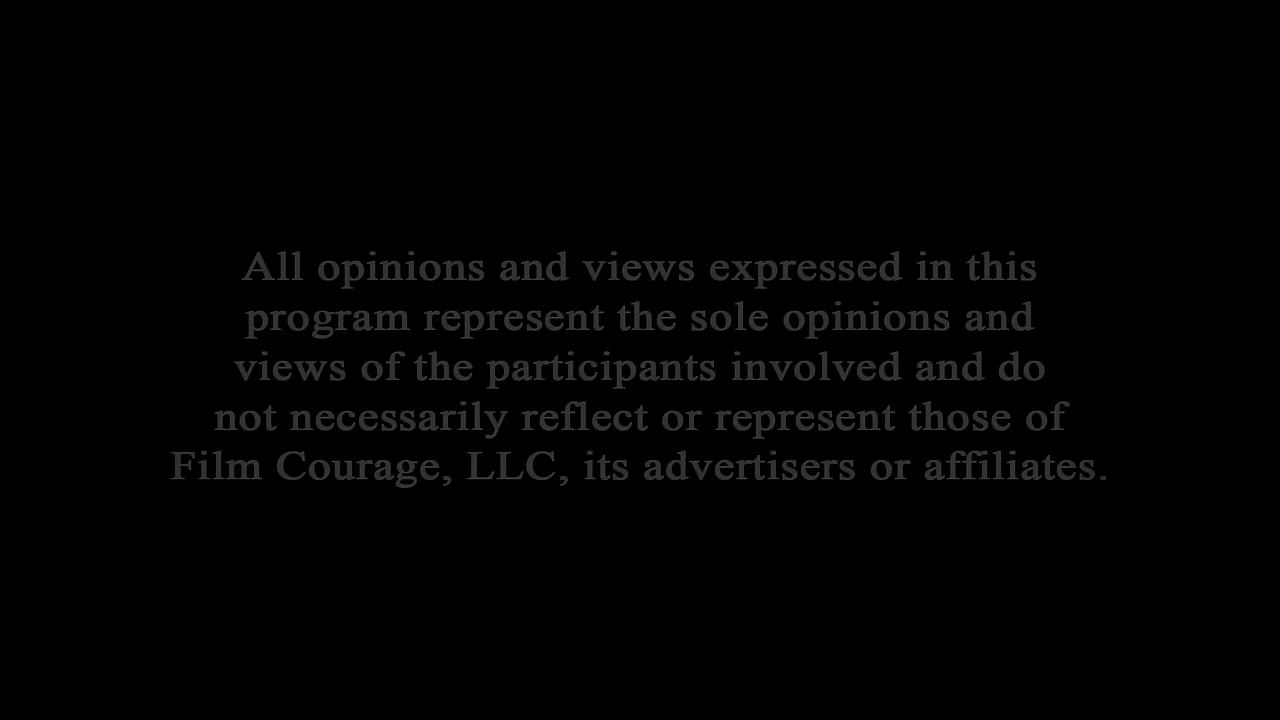 All opinions and views expressed in this
program represent the sole opinions and
views of the participants involved and do
not necessarily reflect or represent those of
Film Courage, LLC, its advertisers or affiliates.